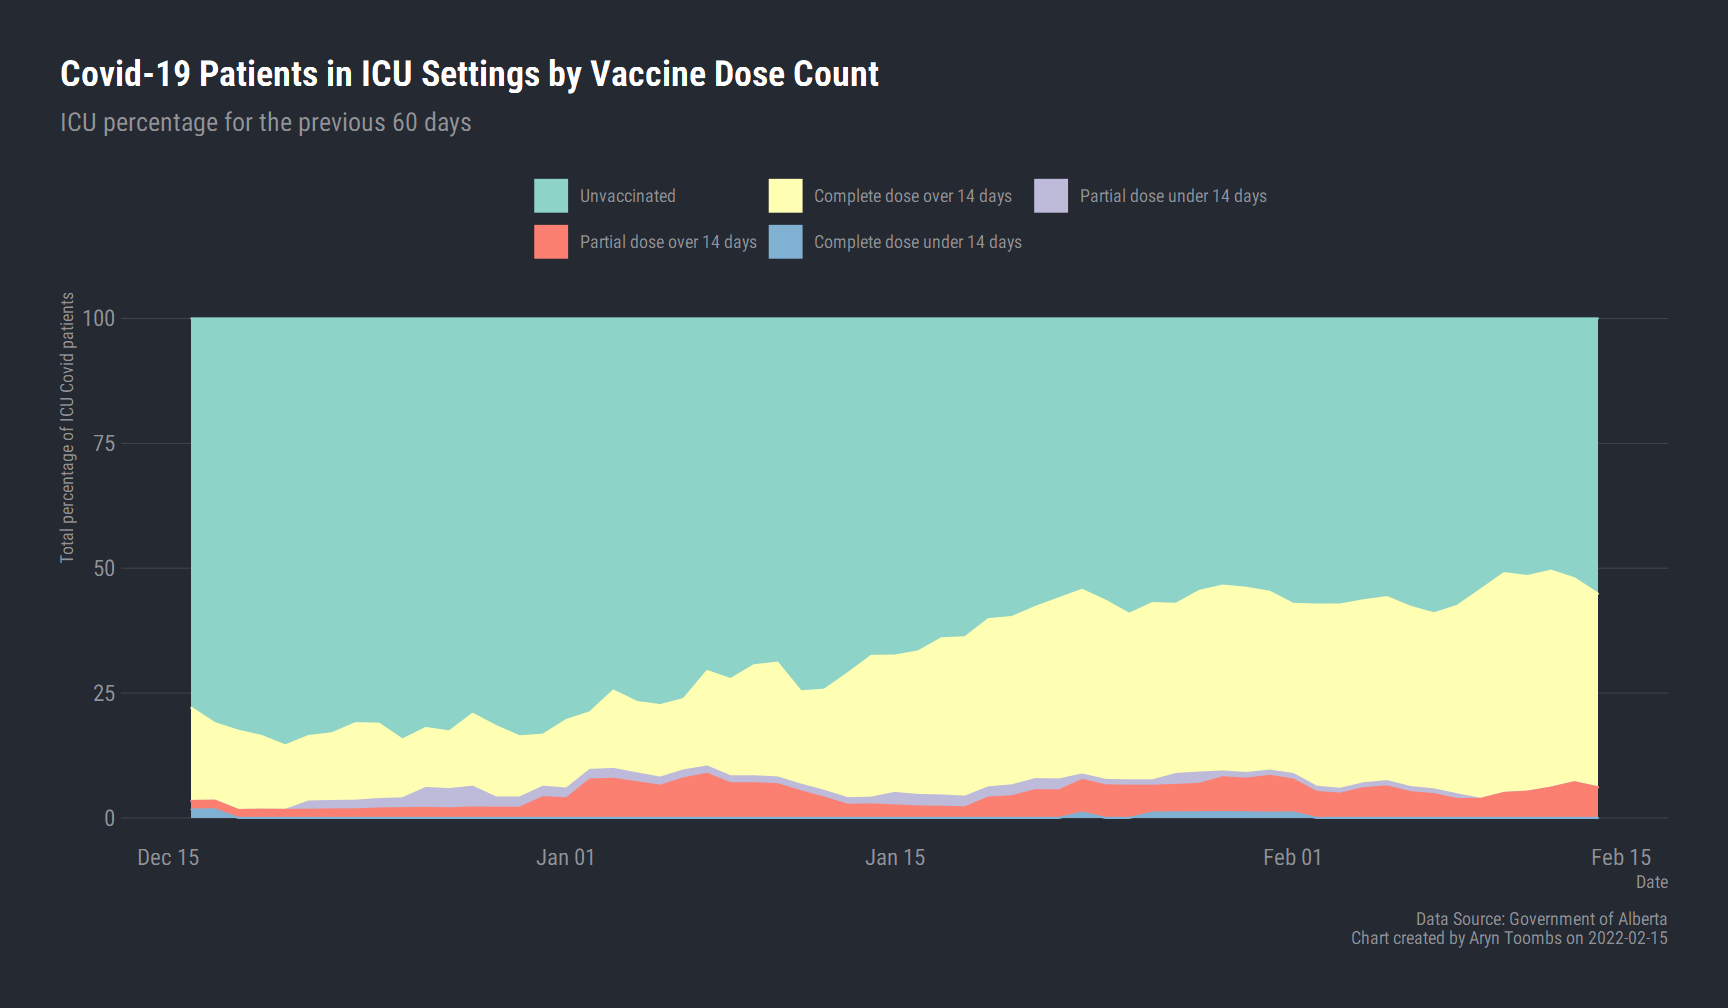 Covid-19 Patients in ICU Settings by Vaccine Dose Count
ICU percentage for the previous 60 days
Unvaccinated
Complete dose over 14 days
Partial dose under 14 days
Partial dose over 14 days
Complete dose under 14 days
Total percentage of ICU Covid patients
100
75
50
25
0
Dec 15
Jan 01
Jan 15
Feb 01
Feb 15
Date
Data Source: Government of Alberta
Chart created by Aryn Toombs on 2022-02-15